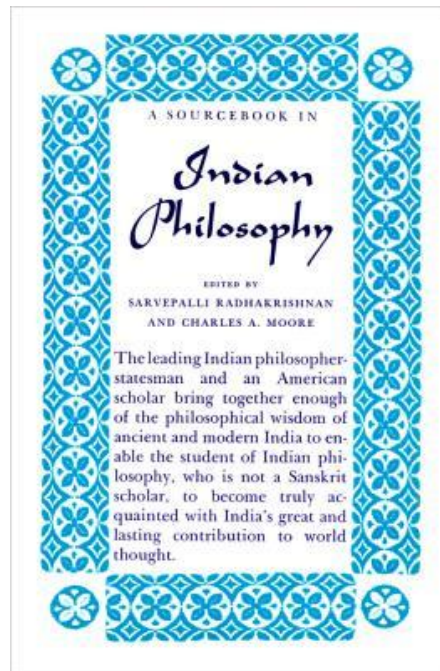 A SOURCEBOOK IN
Indian
Philosophy
EDITED BY
SARVEPALLI RADHAKRISHNAN
AND CHARLES A. MOORE
The leading Indian philosopher-
statesman and an American
scholar bring together enough
of the philosophical wisdom of
ancient and modern India to en-
able the student of Indian phi-
losophy, who is not a Sanskrit
scholar, to become truly ac-
quainted with India's great and
lasting contribution to world
thought.